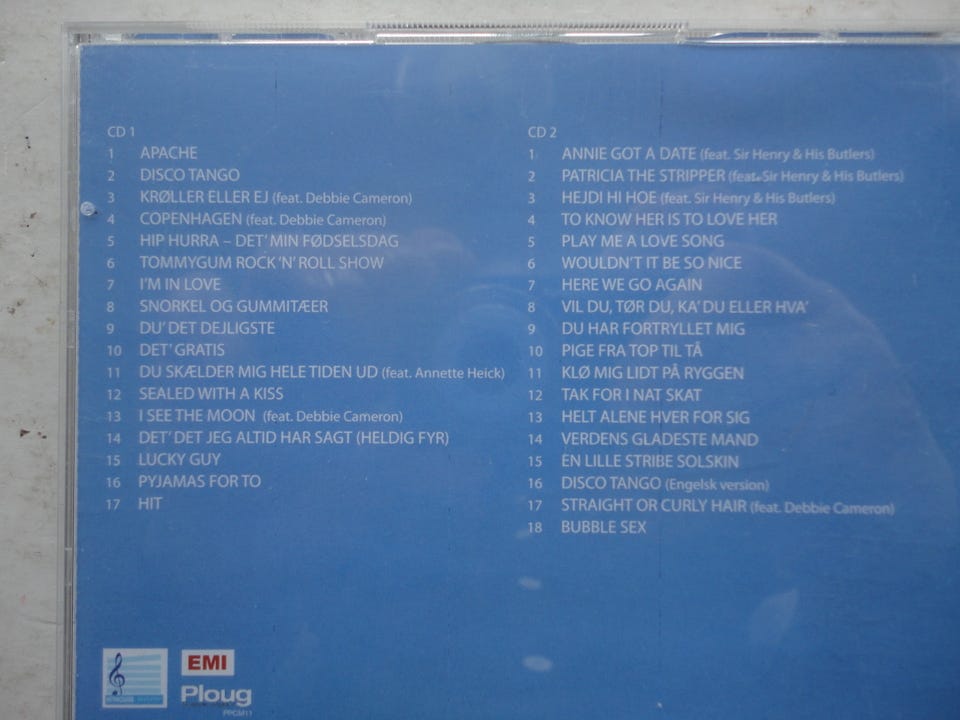 CD 1
1 APACHE
2 DISCO TANGO
3 KRØLLER ELLER EJ (feat. Debbie Cameron)
4 COPENHAGEN (feat. Debbie Cameron)
5 HIP HURRA – DET' MIN FØDSELSDAG
6 TOMMYGUM ROCK 'N' ROLL SHOW
7 I'M IN LOVE
8 SNORKEL OG GUMMITÆER
9 DU' DET DEJLIGSTE
10 DET' GRATIS
11 DU SKÆLDER MIG HELE TIDEN UD (feat. Annette Heick)
12 SEALED WITH A KISS
13 I SEE THE MOON (feat. Debbie Cameron)
14 DET' DET JEG ALTID HAR SAGT (HELDIG FYR)
15 LUCKY GUY
16 PYJAMAS FOR TO
17 HIT
CD 2
1 ANNIE GOT A DATE (feat. Sir Henry & His Butlers)
2 PATRICIA THE STRIPPER (feat. Sir Henry & His Butlers)
3 HEJDI HI HOE (feat. Sir Henry & His Butlers)
4 TO KNOW HER IS TO LOVE HER
5 PLAY ME A LOVE SONG
6 WOULDN'T IT BE SO NICE
7 HERE WE GO AGAIN
8 VIL DU, TØR DU, KA' DU ELLER HVA'
9 DU HAR FORTRYLLET MIG
10 PIGE FRA TOP TIL TÅ
11 KLØ MIG LIDT PÅ RYGGEN
12 TAK FOR I NAT SKAT
13 HELT ALENE HVER FOR SIG
14 VERDENS GLADESTE MAND
15 EN LILLE STRIBE SOLSKIN
16 DISCO TANGO (Engelsk version)
17 STRAIGHT OR CURLY HAIR (feat. Debbie Cameron)
18 BUBBLE SEX
EMI
Ploug
PPCM11